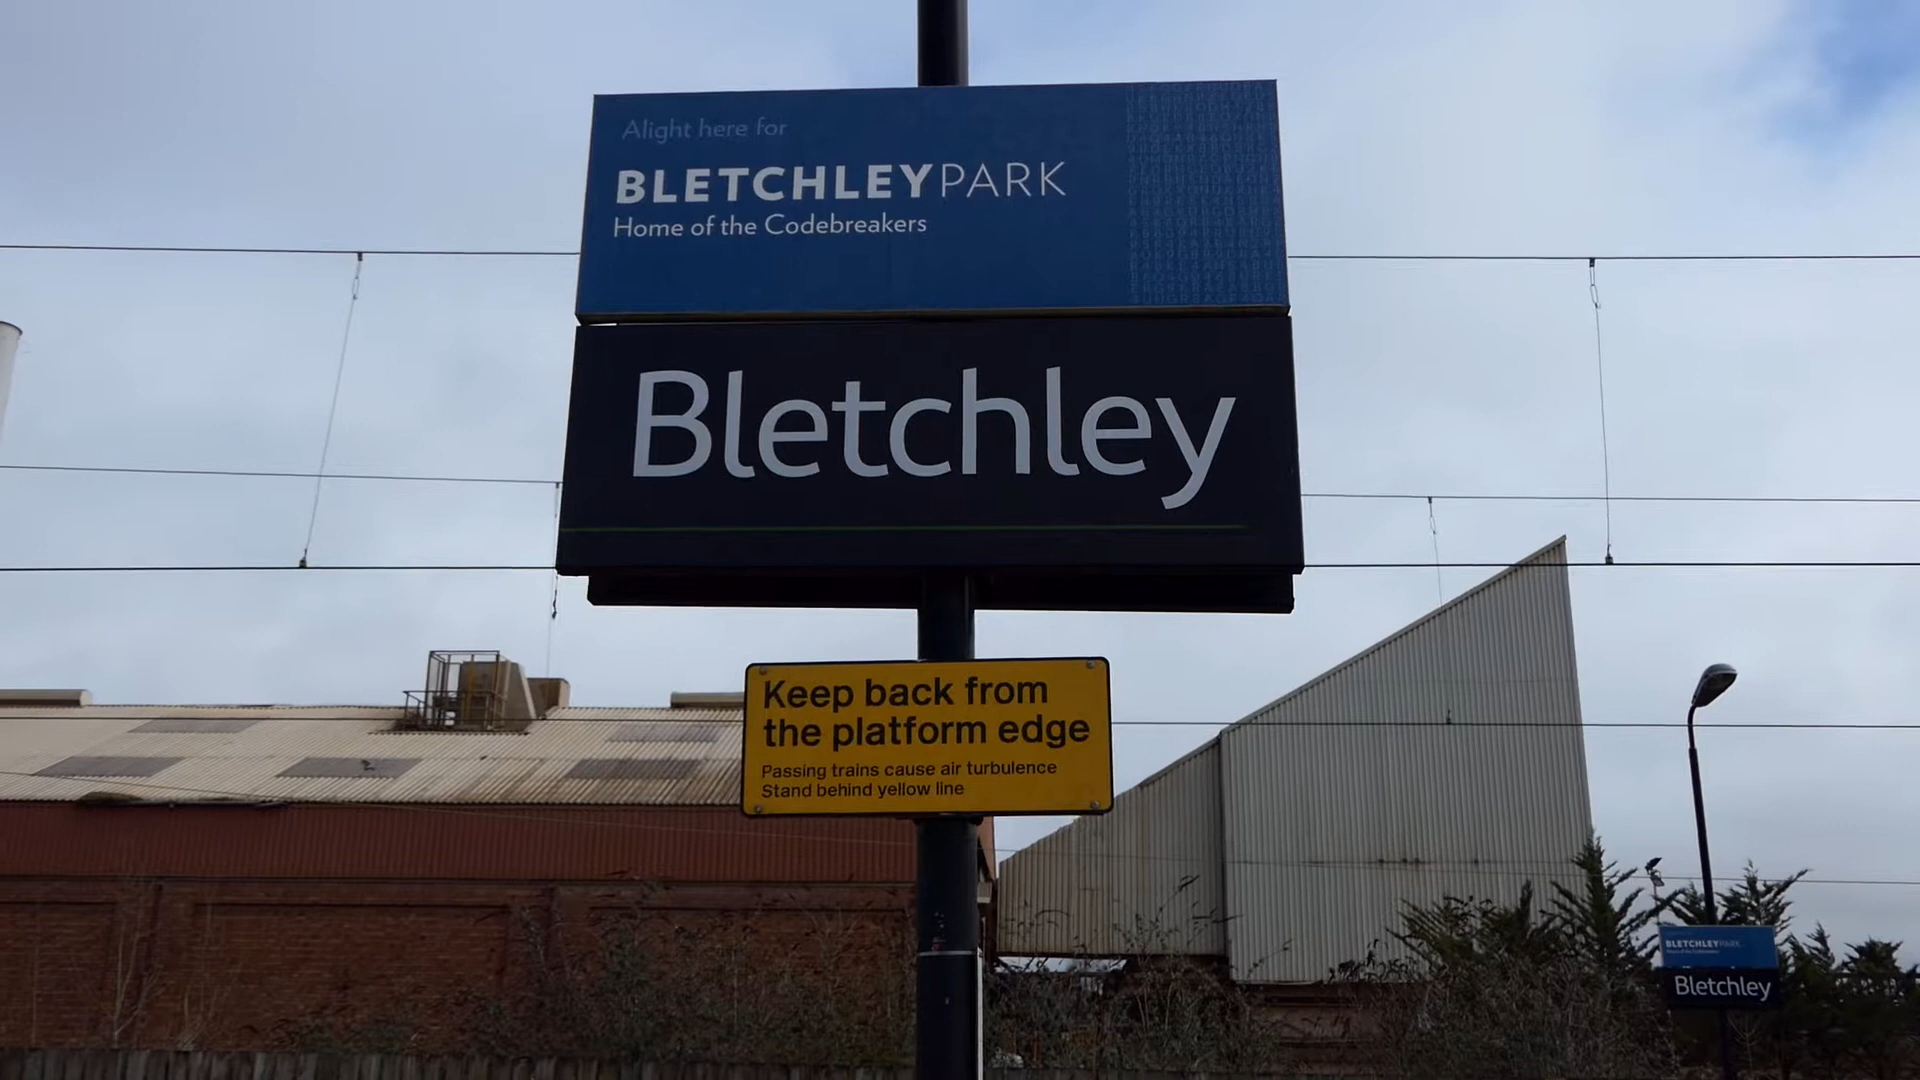 Alight here for
BLETCHLEYPARK
Home of the Codebreakers
Bletchley
Keep back from
the platform edge
Passing trains cause air turbulence
Stand behind yellow line
BLETCHLEYPARK
Bletchley